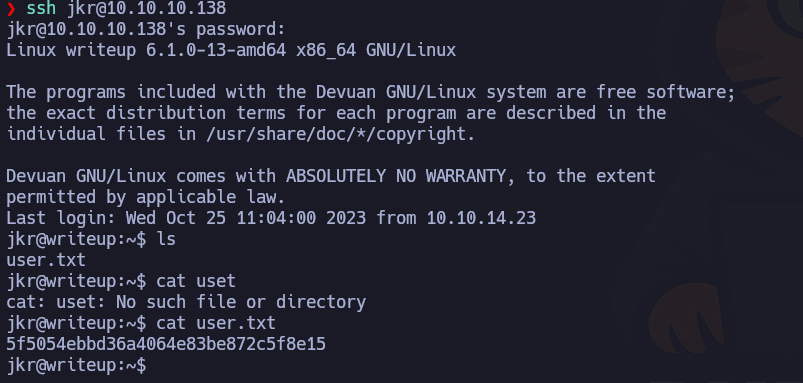 ❯ ssh jkr@10.10.10.138
jkr@10.10.10.138's password:
Linux writeup 6.1.0-13-amd64 x86_64 GNU/Linux
The programs included with the Devuan GNU/Linux system are free software;
the exact distribution terms for each program are described in the
individual files in /usr/share/doc/*/copyright.
Devuan GNU/Linux comes with ABSOLUTELY NO WARRANTY, to the extent
permitted by applicable law.
Last login: Wed Oct 25 11:04:00 2023 from 10.10.14.23
jkr@writeup:~$ ls
user.txt
jkr@writeup:~$ cat uset
cat: uset: No such file or directory
jkr@writeup:~$ cat user.txt
5f5054ebbd36a4064e83be872c5f8e15
jkr@writeup:~$